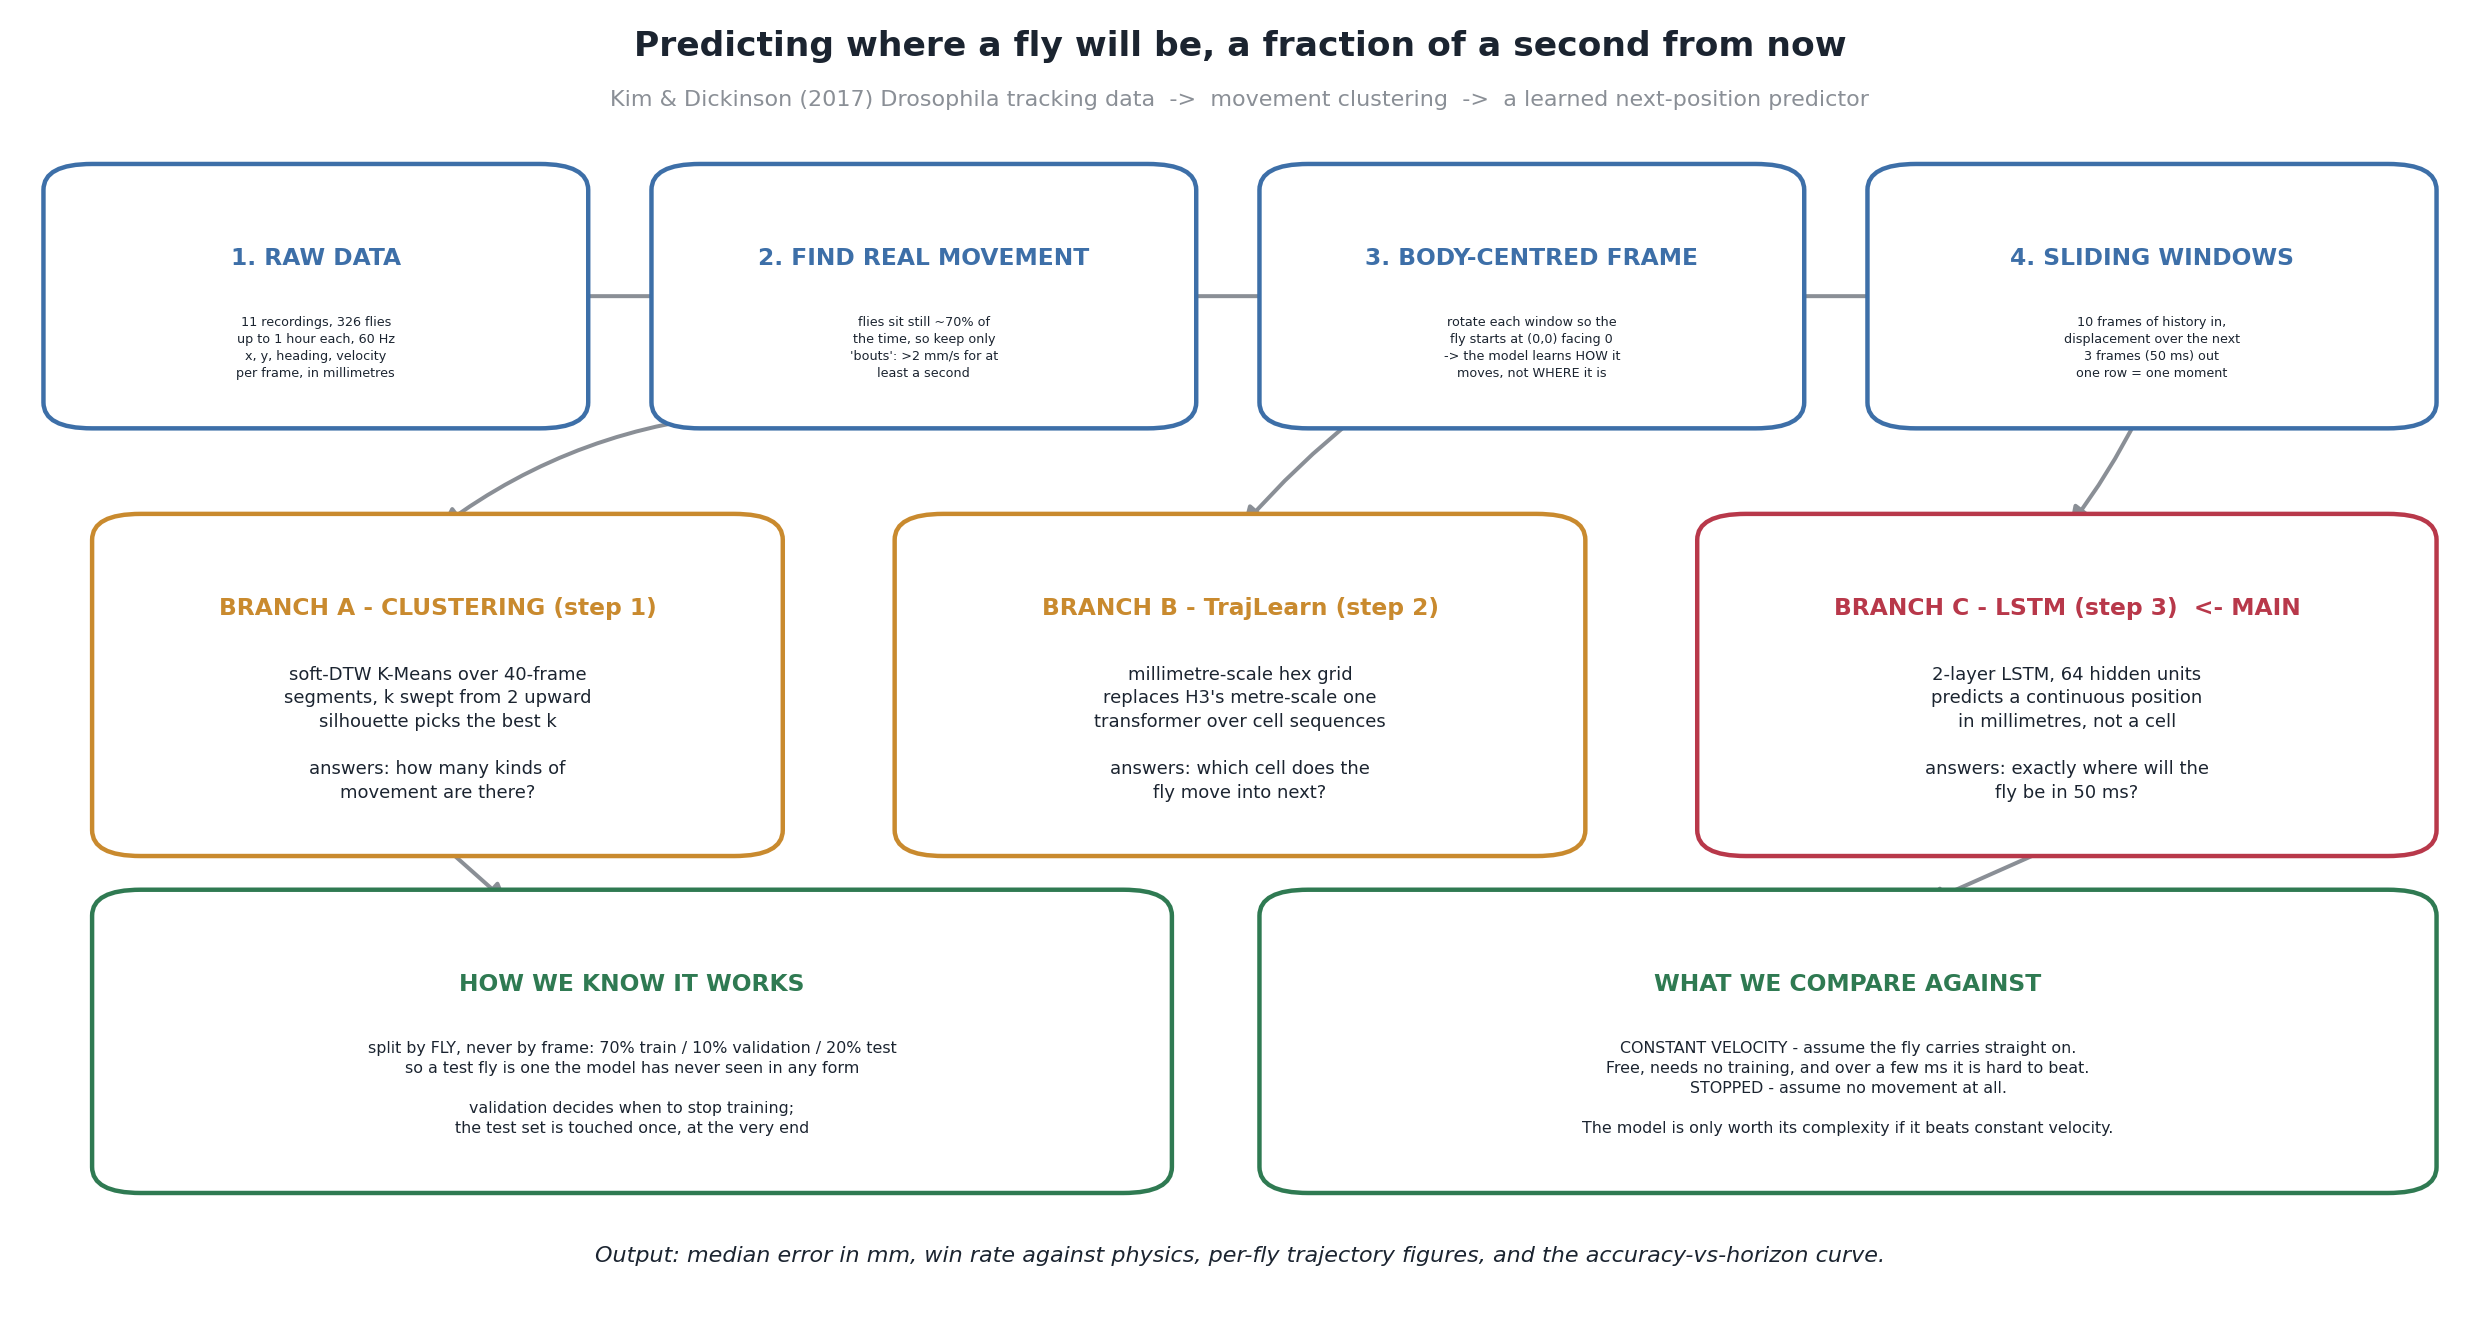 Predicting where a fly will be, a fraction of a second from now
Kim & Dickinson (2017) Drosophila tracking data  ->  movement clustering  ->  a learned next-position predictor
1. RAW DATA
11 recordings, 326 flies
up to 1 hour each, 60 Hz
x, y, heading, velocity
per frame, in millimetres
2. FIND REAL MOVEMENT
flies sit still ~70% of
the time, so keep only
'bouts': >2 mm/s for at
least a second
3. BODY-CENTRED FRAME
rotate each window so the
fly starts at (0,0) facing 0
-> the model learns HOW it
moves, not WHERE it is
4. SLIDING WINDOWS
10 frames of history in,
displacement over the next
3 frames (50 ms) out
one row = one moment
BRANCH A - CLUSTERING (step 1)
soft-DTW K-Means over 40-frame
segments, k swept from 2 upward
silhouette picks the best k
answers: how many kinds of
movement are there?
BRANCH B - TrajLearn (step 2)
millimetre-scale hex grid
replaces H3's metre-scale one
transformer over cell sequences
answers: which cell does the
fly move into next?
BRANCH C - LSTM (step 3)  <- MAIN
2-layer LSTM, 64 hidden units
predicts a continuous position
in millimetres, not a cell
answers: exactly where will the
fly be in 50 ms?
HOW WE KNOW IT WORKS
split by FLY, never by frame: 70% train / 10% validation / 20% test
so a test fly is one the model has never seen in any form
validation decides when to stop training;
the test set is touched once, at the very end
WHAT WE COMPARE AGAINST
CONSTANT VELOCITY - assume the fly carries straight on.
Free, needs no training, and over a few ms it is hard to beat.
STOPPED - assume no movement at all.
The model is only worth its complexity if it beats constant velocity.
Output: median error in mm, win rate against physics, per-fly trajectory figures, and the accuracy-vs-horizon curve.